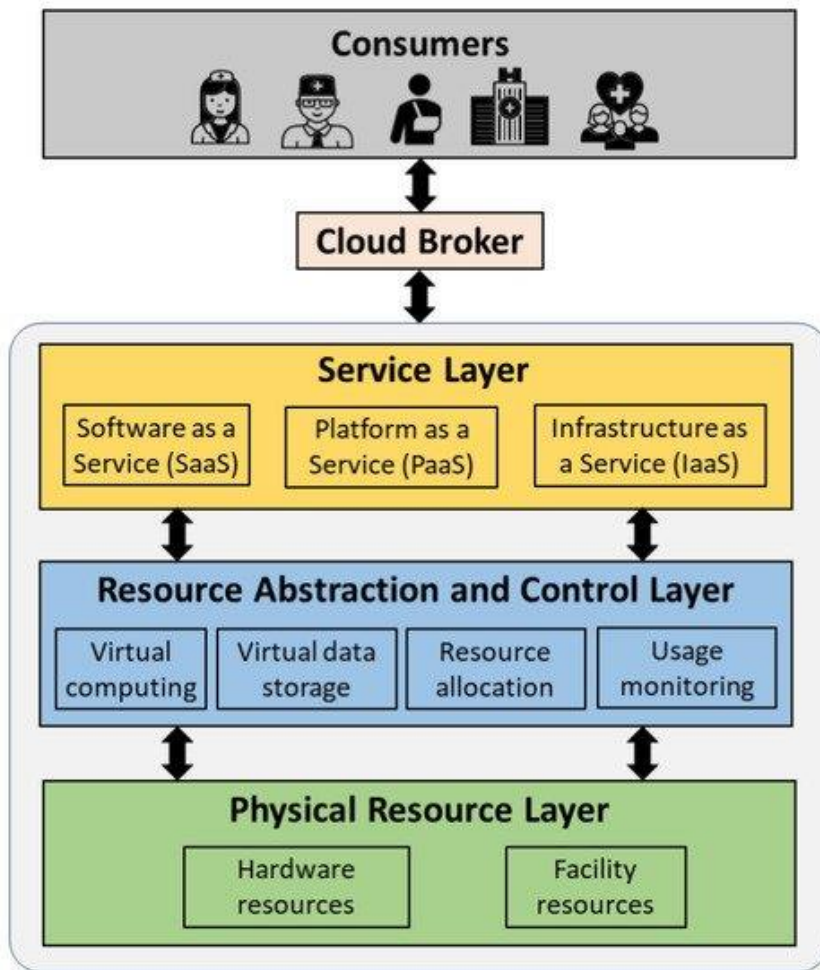 Consumers
Cloud Broker
Service Layer
Software as a
Service (SaaS)
Platform as a
Service (PaaS)
Infrastructure as
a Service (IaaS)
Resource Abstraction and Control Layer
Virtual
computing
Virtual data
storage
Resource
allocation
Usage
monitoring
Physical Resource Layer
Hardware
resources
Facility
resources